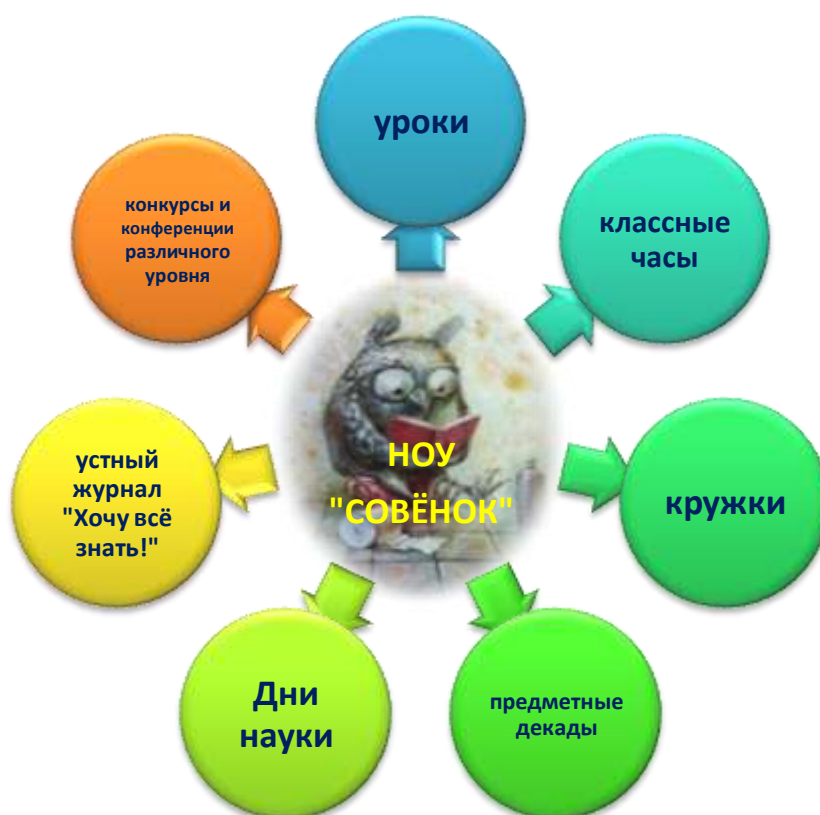 уроки
классные
часы
кружки
предметные
декады
Дни
науки
устный
журнал
"Хочу всё
знать!"
конкурсы и
конференции
различного
уровня
НОУ
"СОВЁНОК"